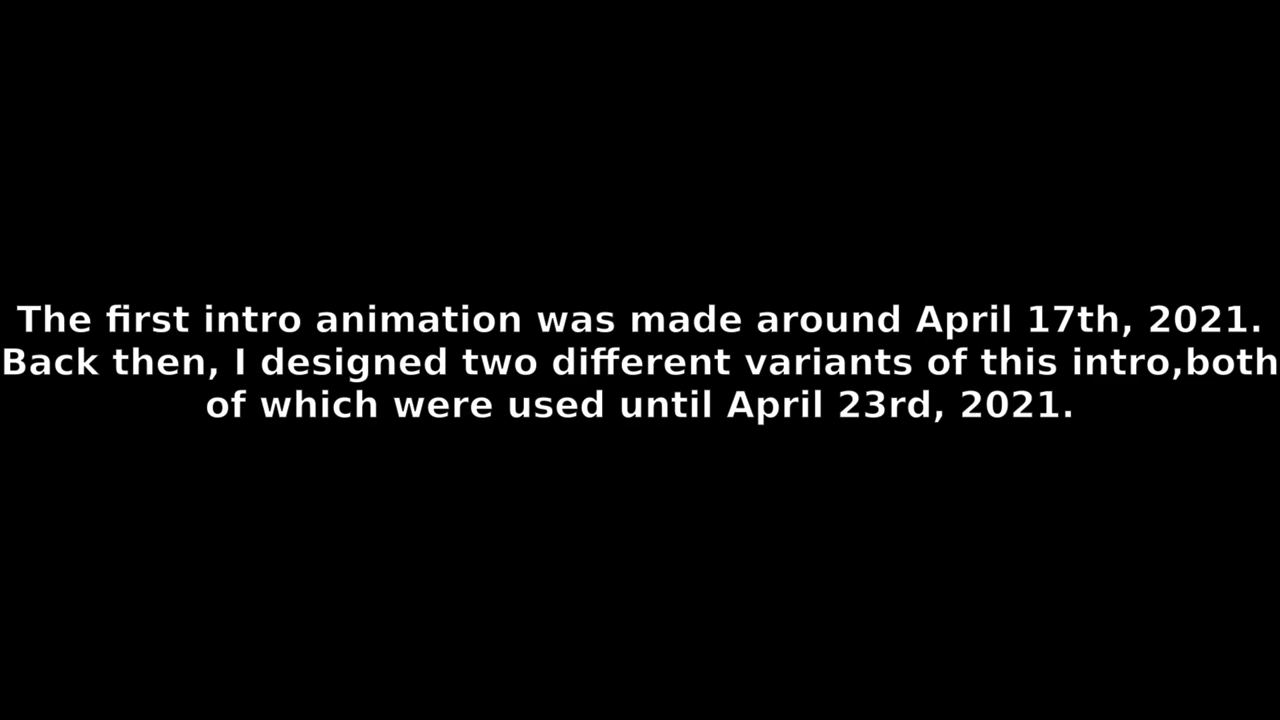 The first intro animation was made around April 17th, 2021.
Back then, I designed two different variants of this intro,both
of which were used until April 23rd, 2021.